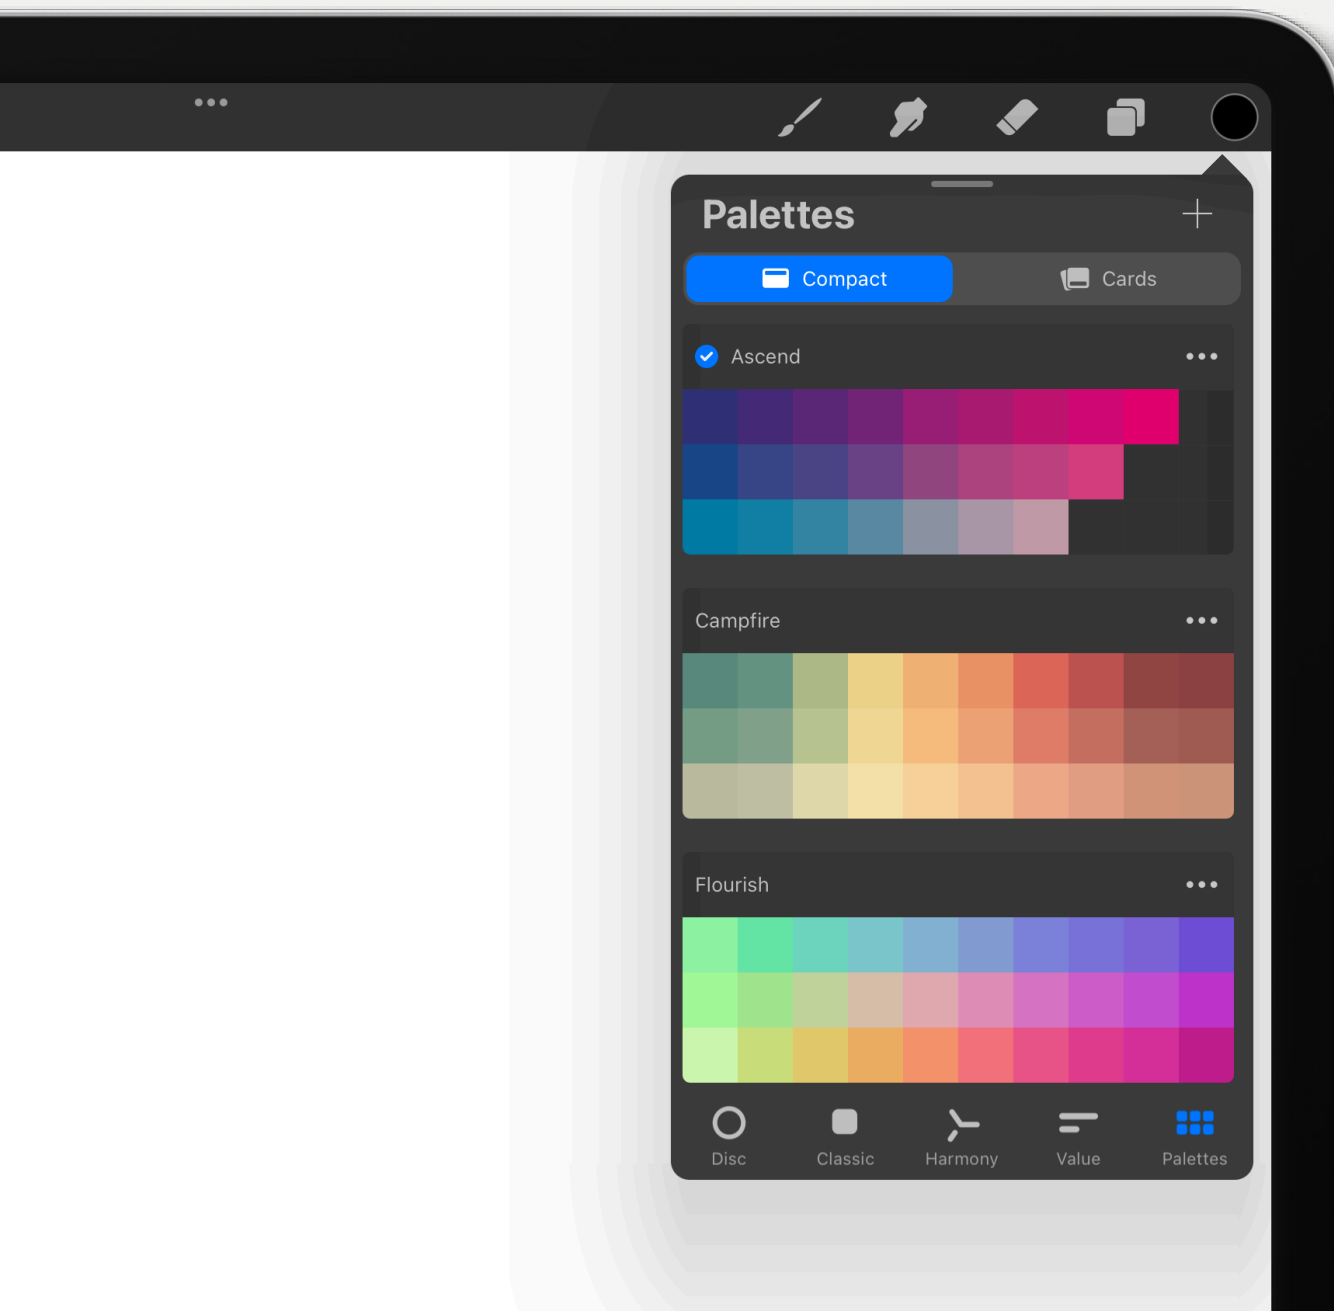 Palettes
Compact Cards
Ascend
Campfire
Flourish
Disc Classic Harmony Value Palettes